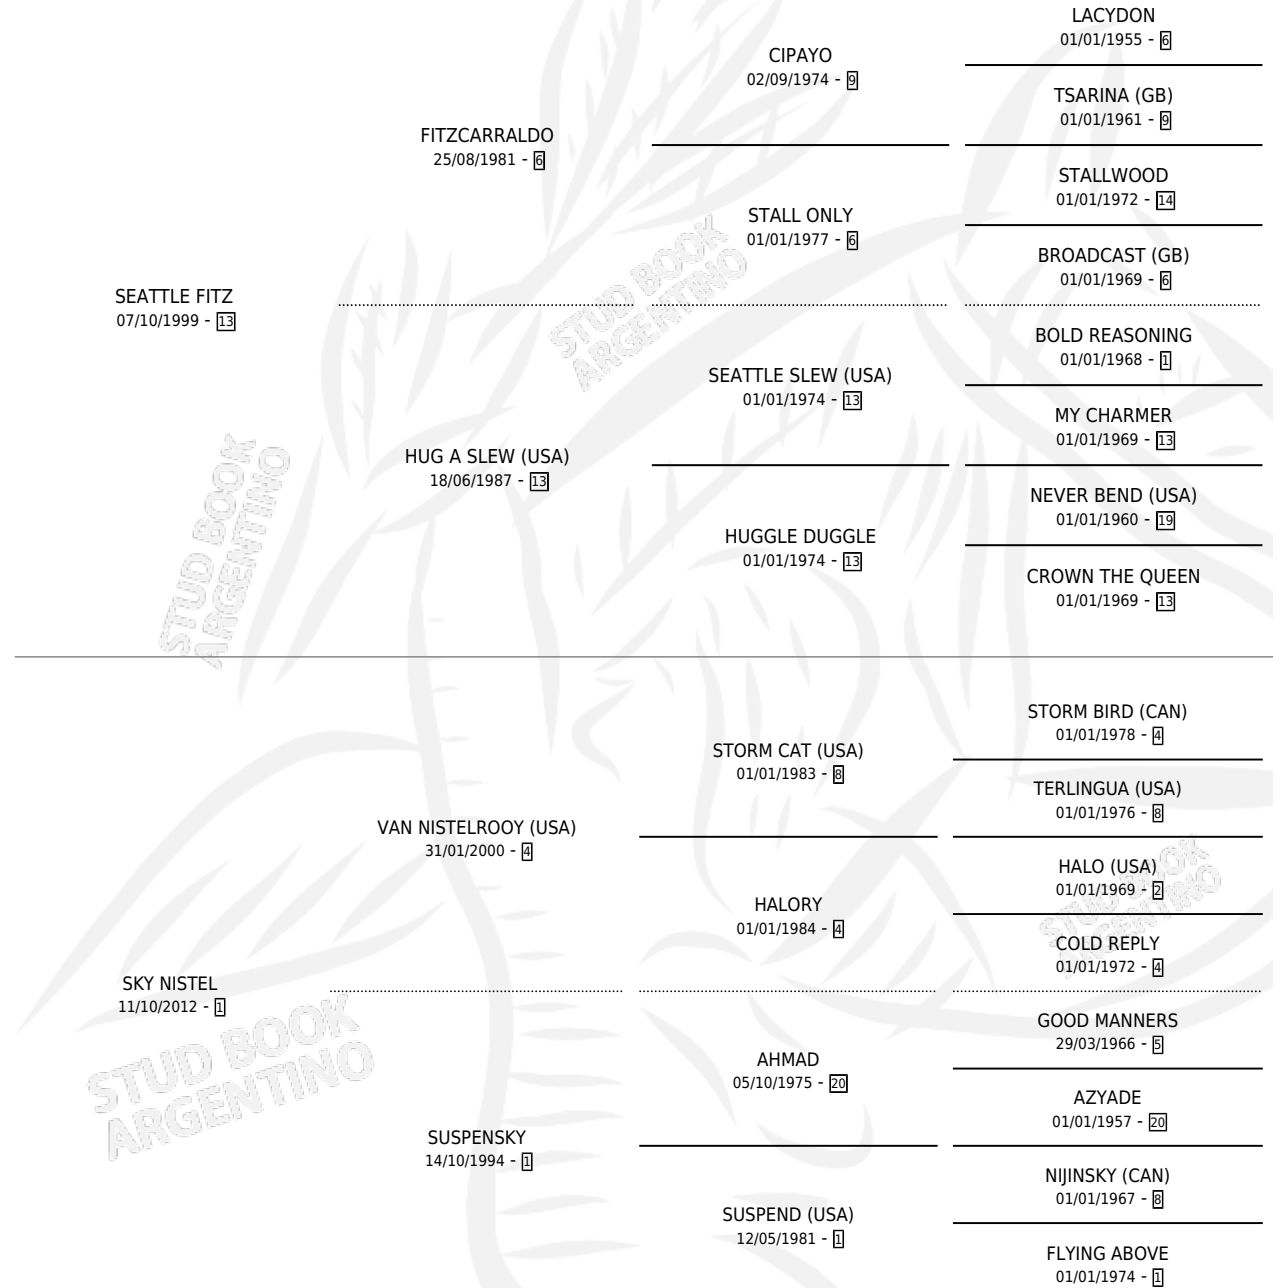 LACYDON
01/01/1955 - 6
CIPAYO
02/09/1974 - 9
TSARINA (GB)
01/01/1961 - 9
FITZCARRALDO
25/08/1981 - 6
STALLWOOD
01/01/1972 - 14
STALL ONLY
01/01/1977 - 6
BROADCAST (GB)
01/01/1969 - 6
SEATTLE FITZ
07/10/1999 - 13
BOLD REASONING
01/01/1968 - 1
SEATTLE SLEW (USA)
01/01/1974 - 13
MY CHARMER
01/01/1969 - 13
HUG A SLEW (USA)
18/06/1987 - 13
NEVER BEND (USA)
01/01/1960 - 19
HUGGLE DUGGLE
01/01/1974 - 13
CROWN THE QUEEN
01/01/1969 - 13
STORM BIRD (CAN)
01/01/1978 - 4
STORM CAT (USA)
01/01/1983 - 8
TERLINGUA (USA)
01/01/1976 - 8
VAN NISTELROOY (USA)
31/01/2000 - 4
HALO (USA)
01/01/1969 - 2
HALORY
01/01/1984 - 4
COLD REPLY
01/01/1972 - 4
SKY NISTEL
11/10/2012 - 1
GOOD MANNERS
29/03/1966 - 5
AHMAD
05/10/1975 - 20
AZYADE
01/01/1957 - 20
SUSPENSKY
14/10/1994 - 1
NIJINSKY (CAN)
01/01/1967 - 8
SUSPEND (USA)
12/05/1981 - 1
FLYING ABOVE
01/01/1974 - 1
STUD BOOK
ARGENTINO
STUD BOOK
ARGENTINO
STUD BOOK
ARGENTINO
STUD BOOK
ARGENTINO